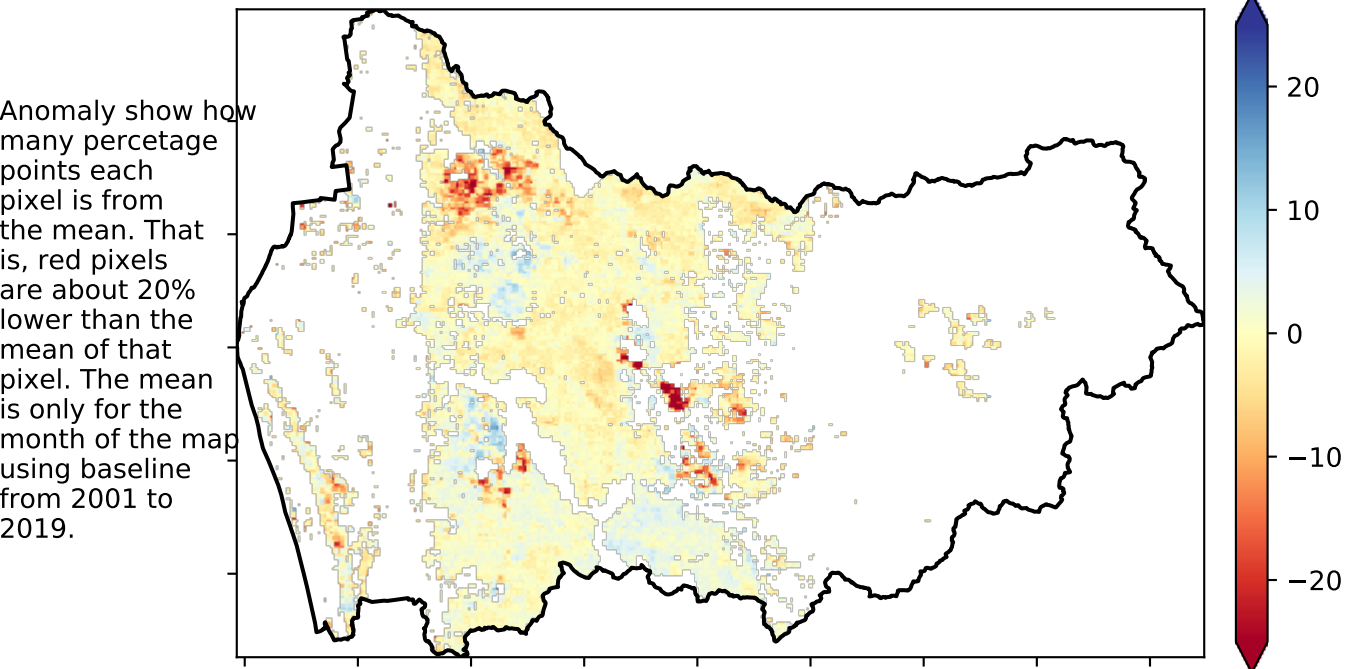 Anomaly show how
many percetage
points each
pixel is from
the mean. That
is, red pixels
are about 20%
lower than the
mean of that
pixel. The mean
is only for the
month of the map
using baseline
from 2001 to
2019.
20
10
0
−10
−20